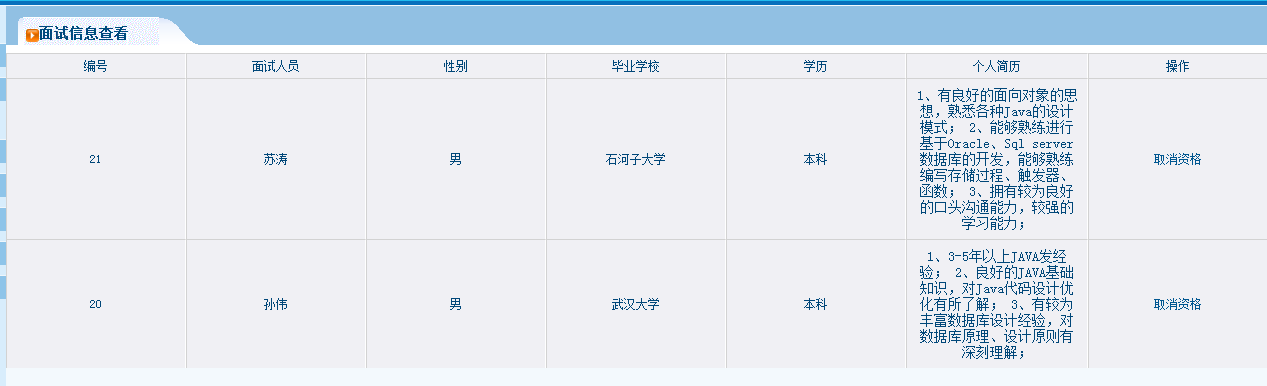 面试信息查看
编号 面试人员 性别 毕业学校 学历 个人简历 操作
21 苏涛 男 石河子大学 本科
1、有良好的面向对象的思
想，熟悉各种Java的设计
模式； 2、能够熟练进行
基于Oracle、Sql server
数据库的开发，能够熟练
编写存储过程、触发器、
函数； 3、拥有较为良好
的口头沟通能力，较强的
学习能力；
取消资格
20 孙伟 男 武汉大学 本科
1、3-5年以上JAVA发经
验； 2、良好的JAVA基础
知识，对Java代码设计优
化有所了解； 3、有较为
丰富数据库设计经验，对
数据库原理、设计原则有
深刻理解；
取消资格